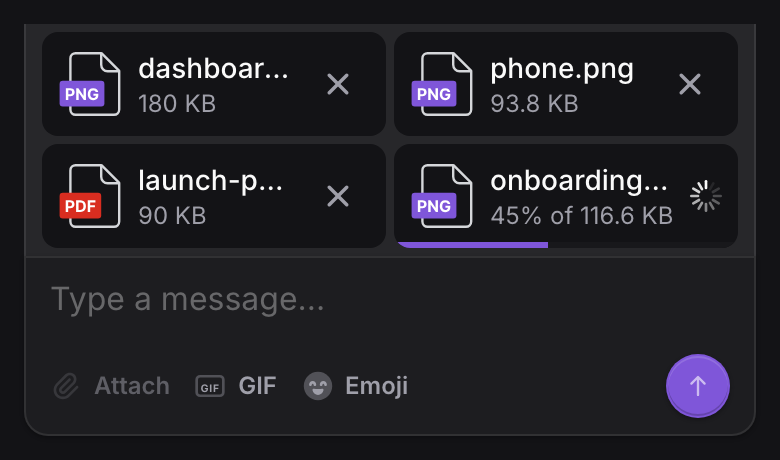 dashboar...
PNG
180 KB
phone.png
PNG
93.8 KB
launch-p...
PDF
90 KB
onboarding...
PNG
45% of 116.6 KB
Type a message...
Attach
GIF GIF
Emoji